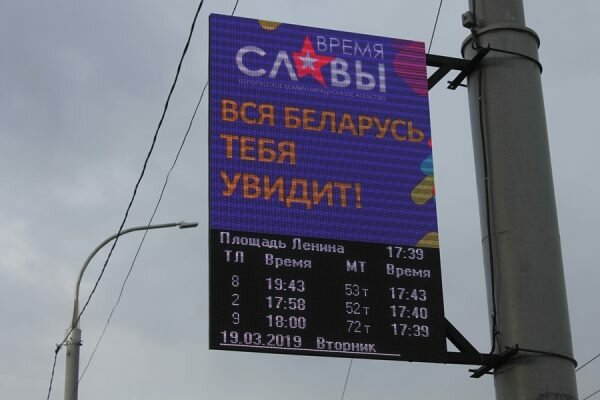 ВРЕМЯ
СЛАВЫ
ВСЯ БЕЛАРУСЬ
ТЕБЯ
УВИДИТ!
Площадь Ленина 17:39
ТЛ Время МТ Время
8 19:43 53т 17:43
2 17:58 52т 17:40
9 18:00 72т 17:39
19.03.2019 Вторник